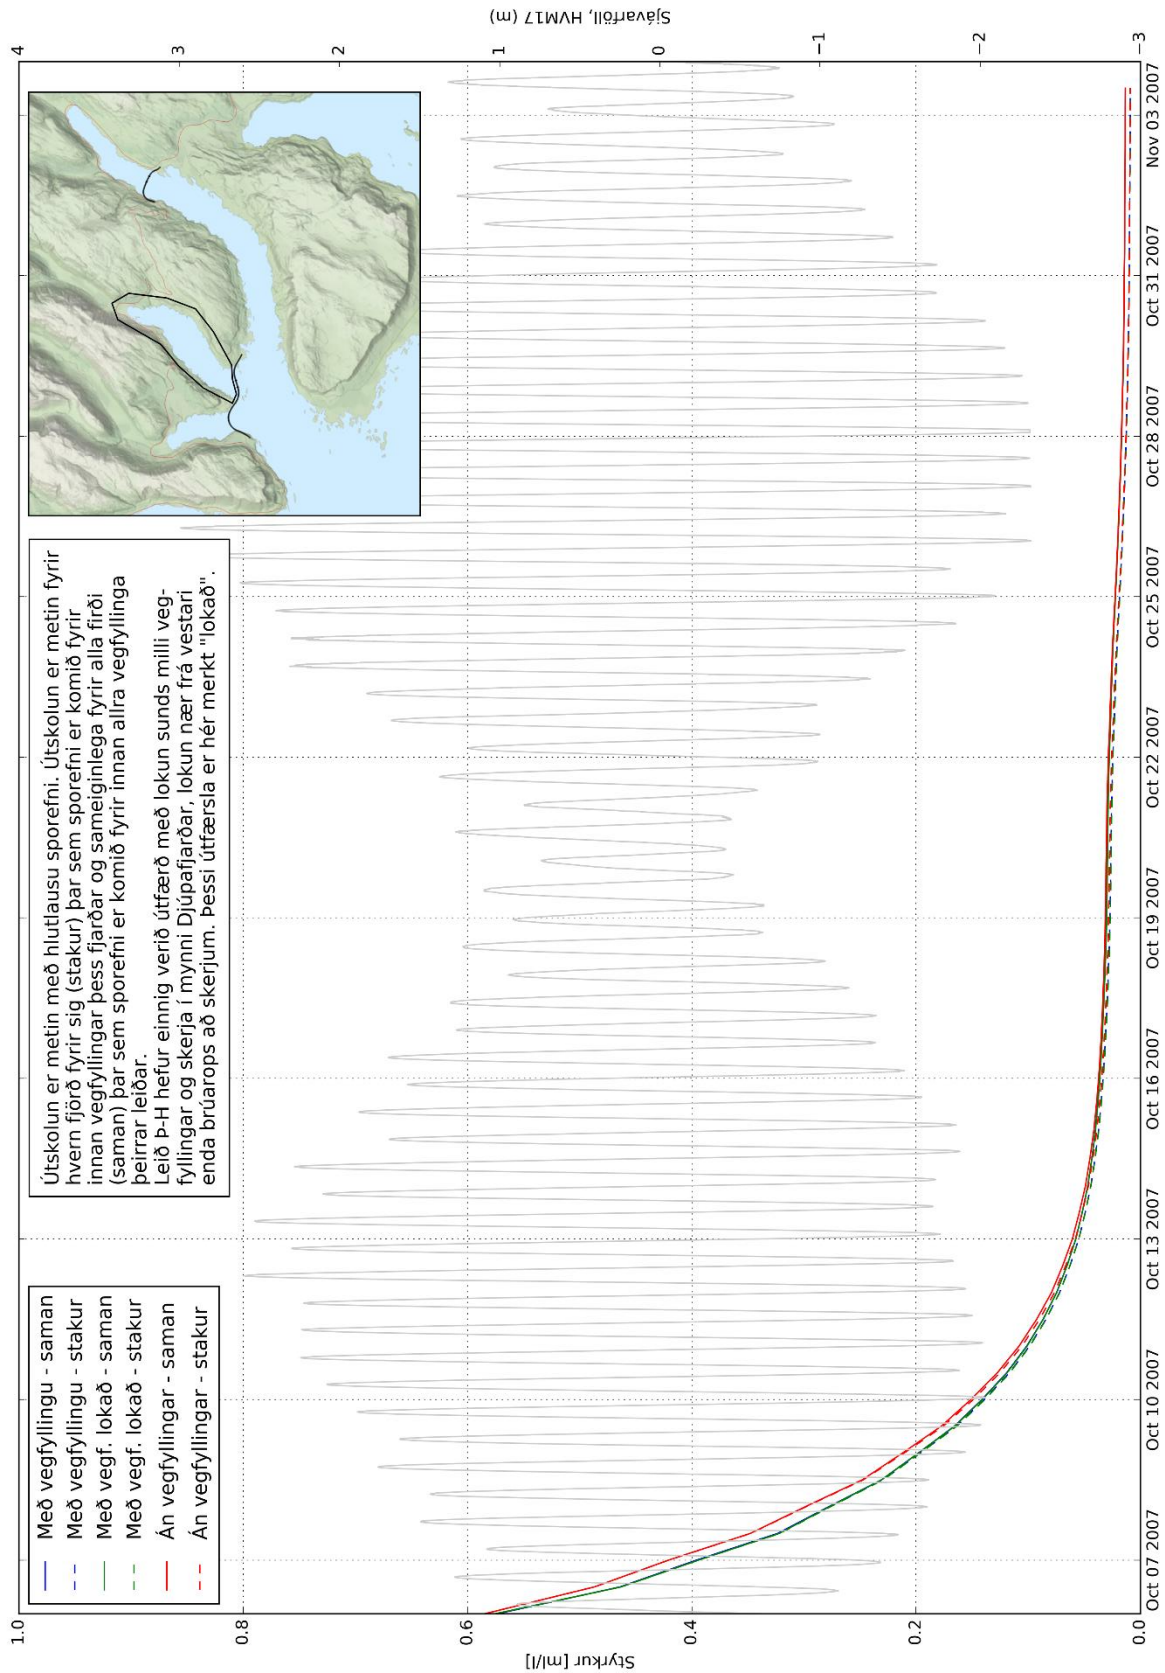 Með vegfyllingu - saman
Með vegfyllingu - stakur
Með vegf. lokað - saman
Með vegf. lokað - stakur
Án vegfyllingar - saman
Án vegfyllingar - stakur
Útskolun er metin með hlutlausu sporefni. Útskolun er metin fyrir
hvern fjörð fyrir sig (stakur) þar sem sporefni er komið fyrir
innan vegfyllingar þess fjarðar og sameiginlega fyrir alla firði
(saman) þar sem sporefni er komið fyrir innan allra vegfyllinga
þeirrar leiðar.
Leið Þ-H hefur einnig verið útfærð með lokun sunds milli veg-
fyllingar og skerja í mynni Djúpafjarðar, lokun nær frá vestari
enda brúarops að skerjum. Þessi útfærsla er hér merkt "lokað".
Styrkur [ml/l]
1.0
0.8
0.6
0.4
0.2
0.0
Sjávarföll, HVM17 (m)
4
3
2
1
0
−1
−2
−3
Oct 07 2007
Oct 10 2007
Oct 13 2007
Oct 16 2007
Oct 19 2007
Oct 22 2007
Oct 25 2007
Oct 28 2007
Oct 31 2007
Nov 03 2007